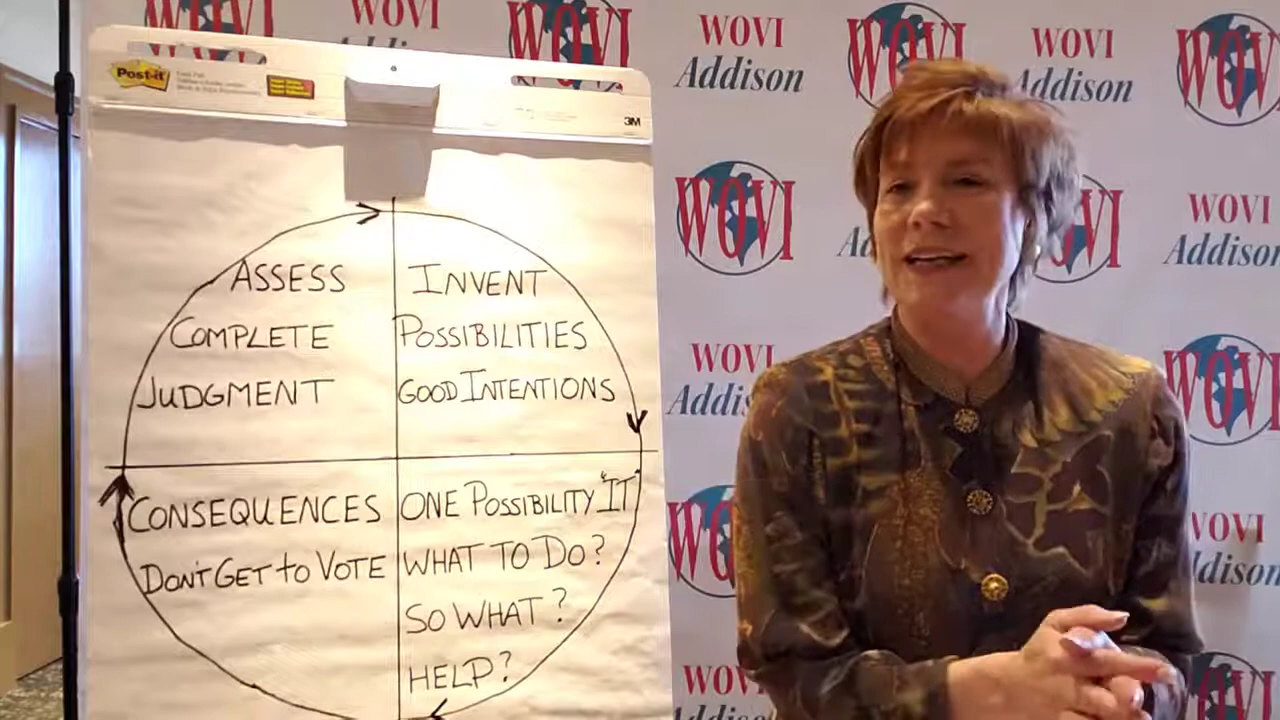 Post-it
3M
ASSESS
COMPLETE
JUDGMENT
INVENT
POSSIBILITIES
GOOD INTENTIONS
CONSEQUENCES
DON'T GET TO VOTE
ONE POSSIBILITY "IT"
WHAT TO DO?
SO WHAT?
HELP?
WOVI
WOVI
WOVI
Addison
WOVI
WOVI
Addison
WOVI
WOVI
WOVI
Addison
WOVI
Addison
WOVI
WOVI
WOVI
Addison
WOVI